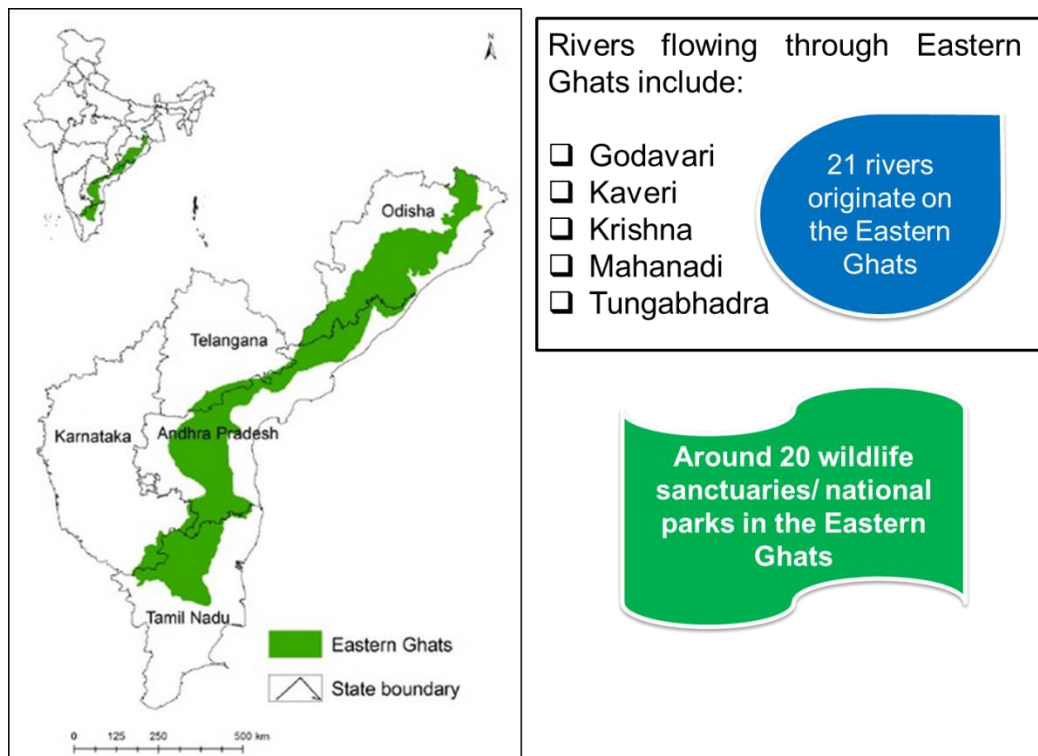 N
Odisha
Telangana
Karnataka
Andhra Pradesh
Tamil Nadu
Eastern Ghats
State boundary
0 125 250 500 km
Rivers flowing through Eastern
Ghats include:
❑ Godavari
❑ Kaveri
❑ Krishna
❑ Mahanadi
❑ Tungabhadra
21 rivers
originate on
the Eastern
Ghats
Around 20 wildlife
sanctuaries/ national
parks in the Eastern
Ghats